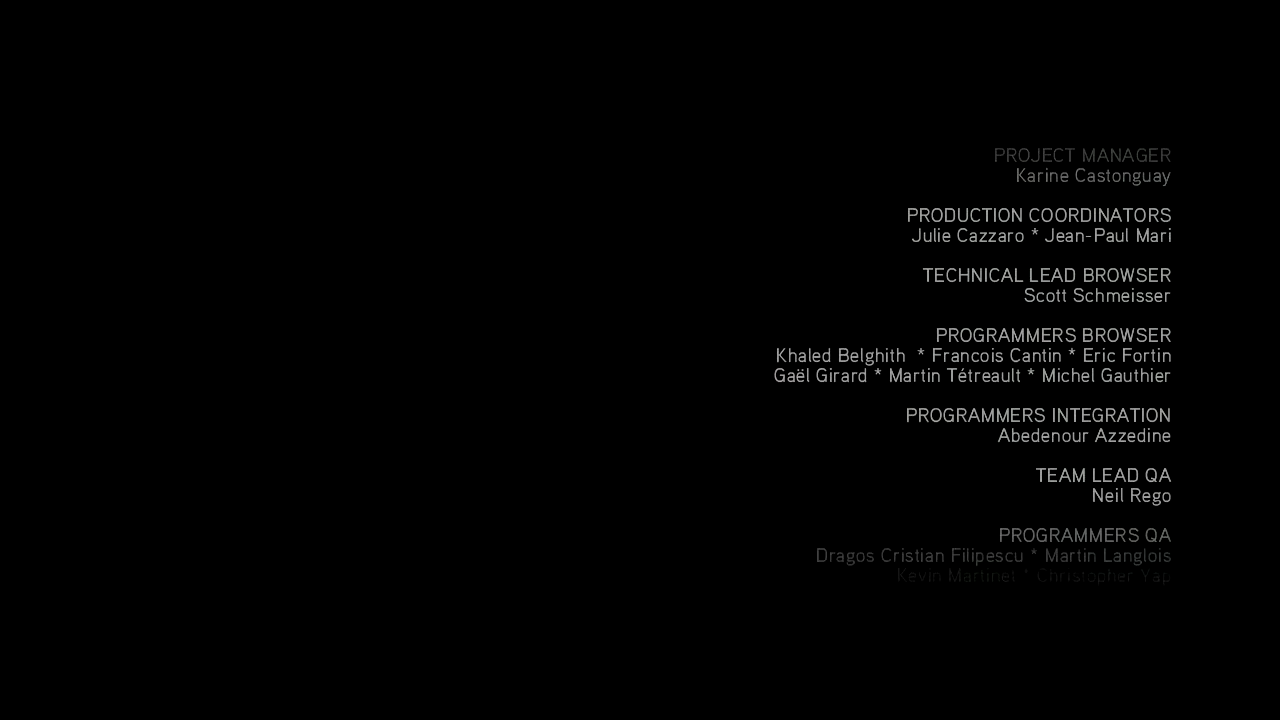 PROJECT MANAGER
Karine Castonguay
PRODUCTION COORDINATORS
Julie Cazzaro * Jean-Paul Mari
TECHNICAL LEAD BROWSER
Scott Schmeisser
PROGRAMMERS BROWSER
Khaled Belghith * Francois Cantin * Eric Fortin
Gaël Girard * Martin Tétreault * Michel Gauthier
PROGRAMMERS INTEGRATION
Abedenour Azzedine
TEAM LEAD QA
Neil Rego
PROGRAMMERS QA
Dragos Cristian Filipescu * Martin Langlois
Kevin Martinet * Christopher Yap